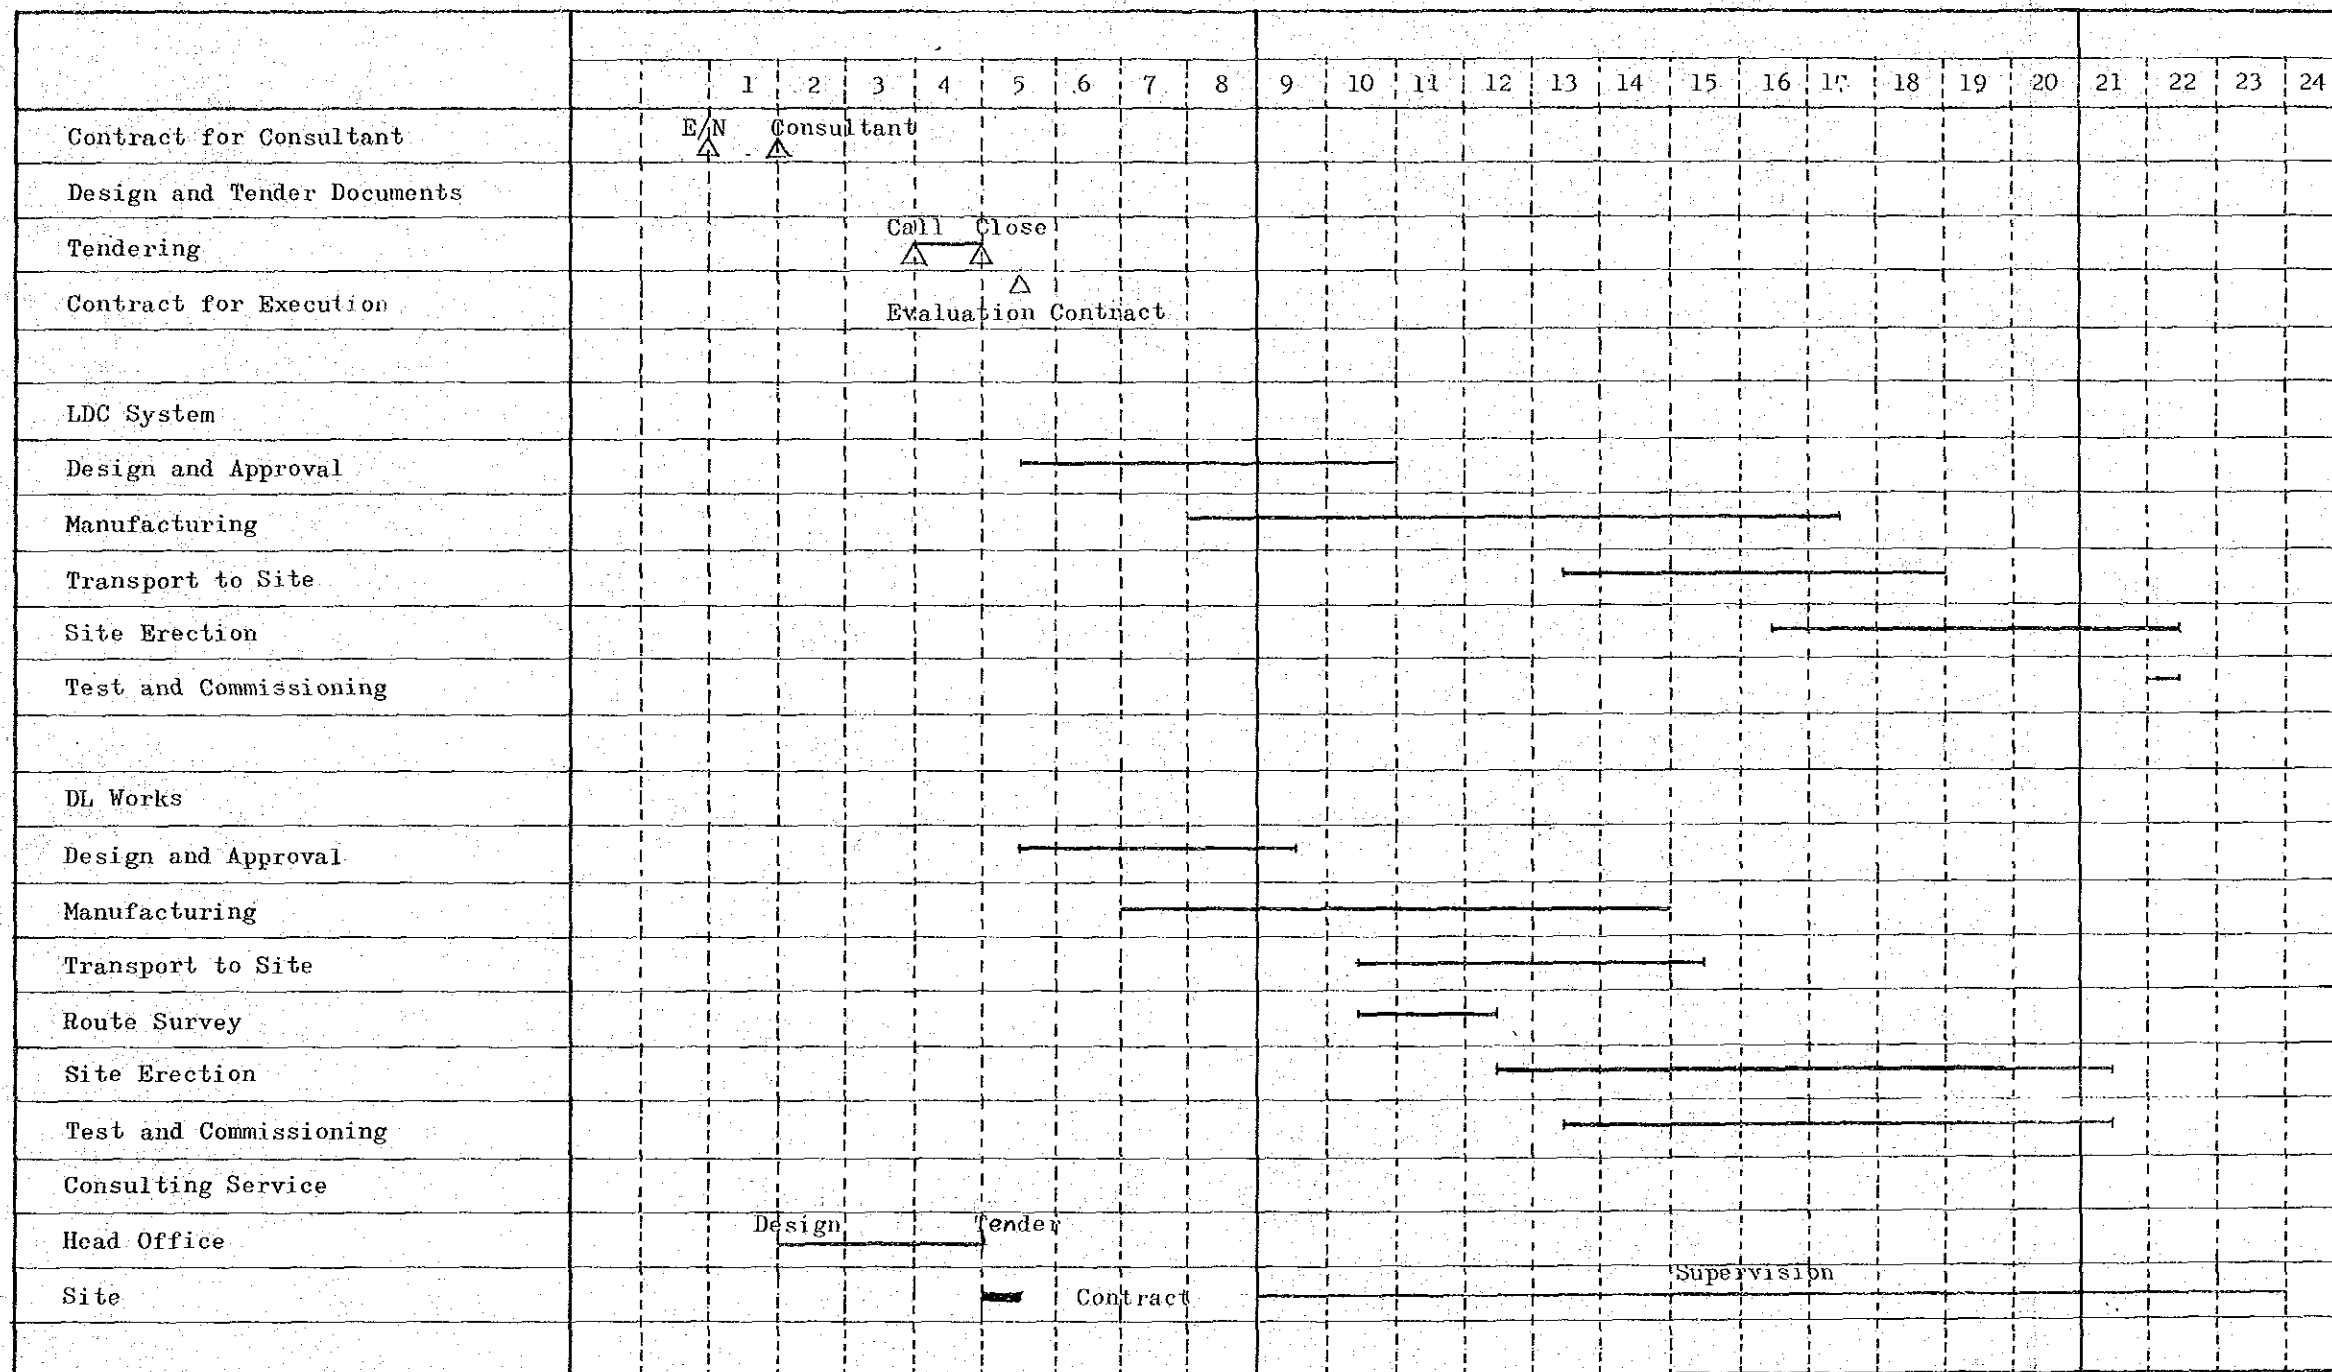 1 2 3 4 5 6 7 8 9 10 11 12 13 14 15 16 17 18 19 20 21 22 23 24
Contract for Consultant E/N Consultant
Design and Tender Documents
Call Close
Tendering
Contract for Execution
Evaluation Contract
LDC System
Design and Approval
Manufacturing
Transport to Site
Site Erection
Test and Commissioning
DL Works
Design and Approval
Manufacturing
Transport to Site
Route Survey
Site Erection
Test and Commissioning
Consulting Service
Design Tender
Head Office
Supervision
Site Contract